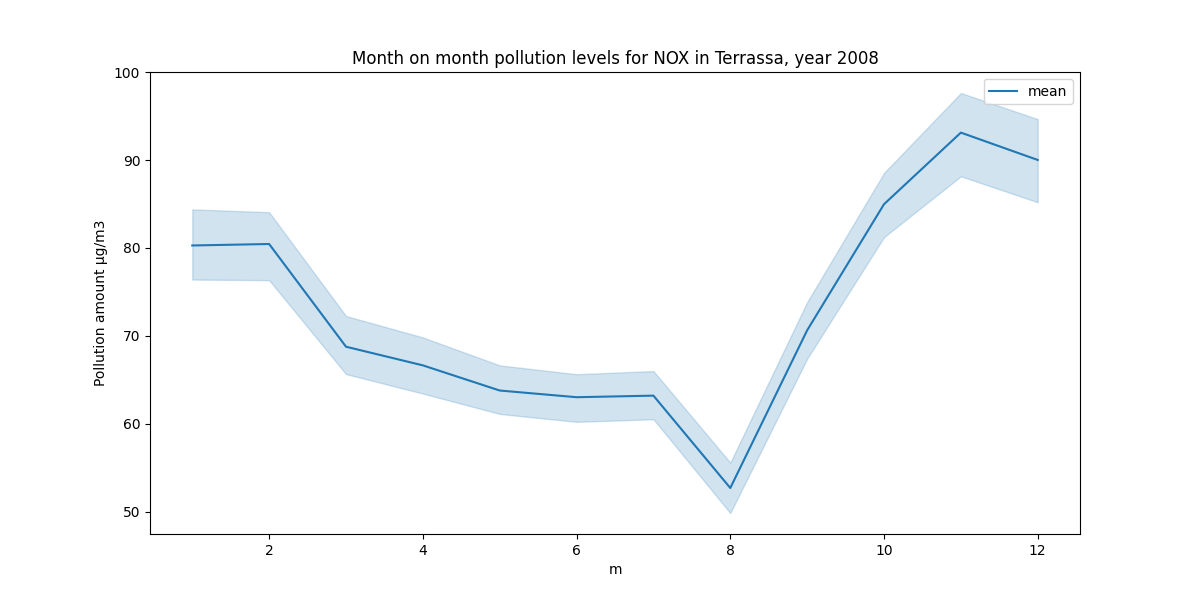 Month on month pollution levels for NOX in Terrassa, year 2008
mean
Pollution amount µg/m3
100
90
80
70
60
50
2 4 6 8 10 12
m